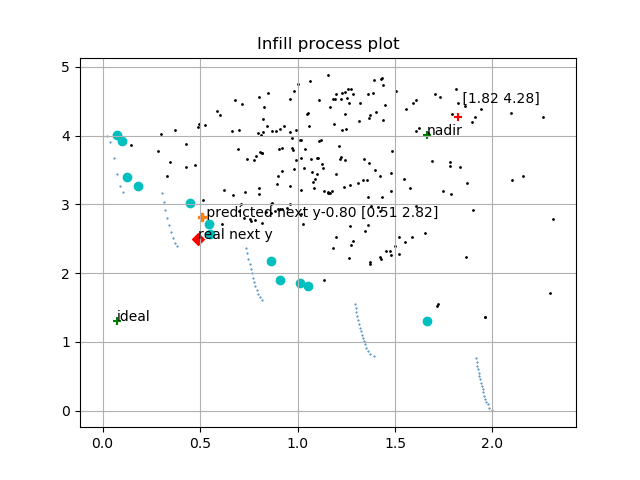 Infill process plot
5
4
3
2
1
0
[1.82 4.28]
nadir
predicted next y-0.80 [0.51 2.82]
real next y
ideal
0.0 0.5 1.0 1.5 2.0